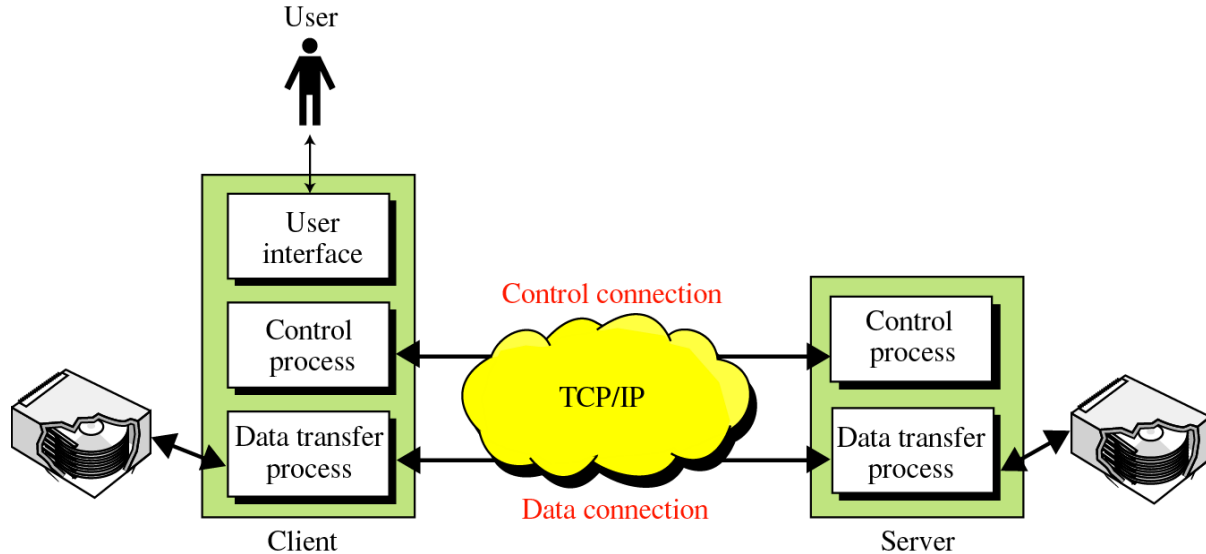 User
User
interface
Control connection
Control
process
Control
process
TCP/IP
Data transfer
process
Data transfer
process
Data connection
Client
Server